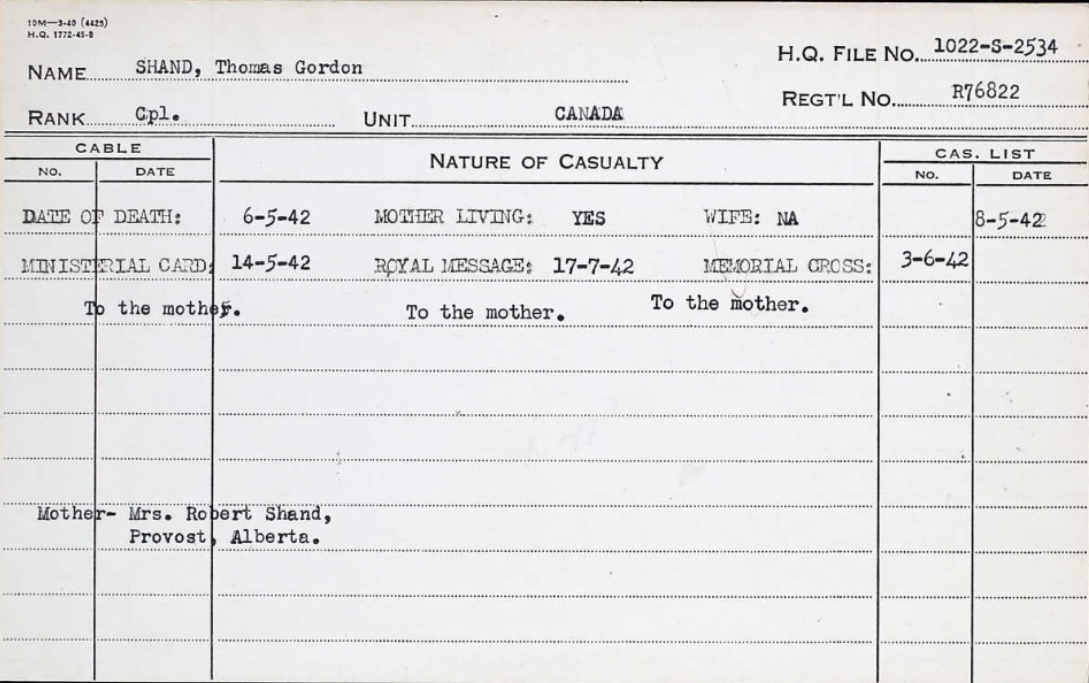 10M—3-40 (4425)
H.Q. 1772-45-8
NAME SHAND, Thomas Gordon H.Q. FILE NO. 1022-S-2534
RANK Cpl. UNIT CANADA REGT'L NO. R76822
CABLE NATURE OF CASUALTY CAS. LIST
NO. DATE NO. DATE
DATE OF DEATH: 6-5-42 MOTHER LIVING: YES WIFE: NA 8-5-42
MINISTERIAL CARD: 14-5-42 ROYAL MESSAGE: 17-7-42 MEMORIAL CROSS: 3-6-42
To the mother. To the mother. To the mother.
Mother- Mrs. Robert Shand,
Provost, Alberta.